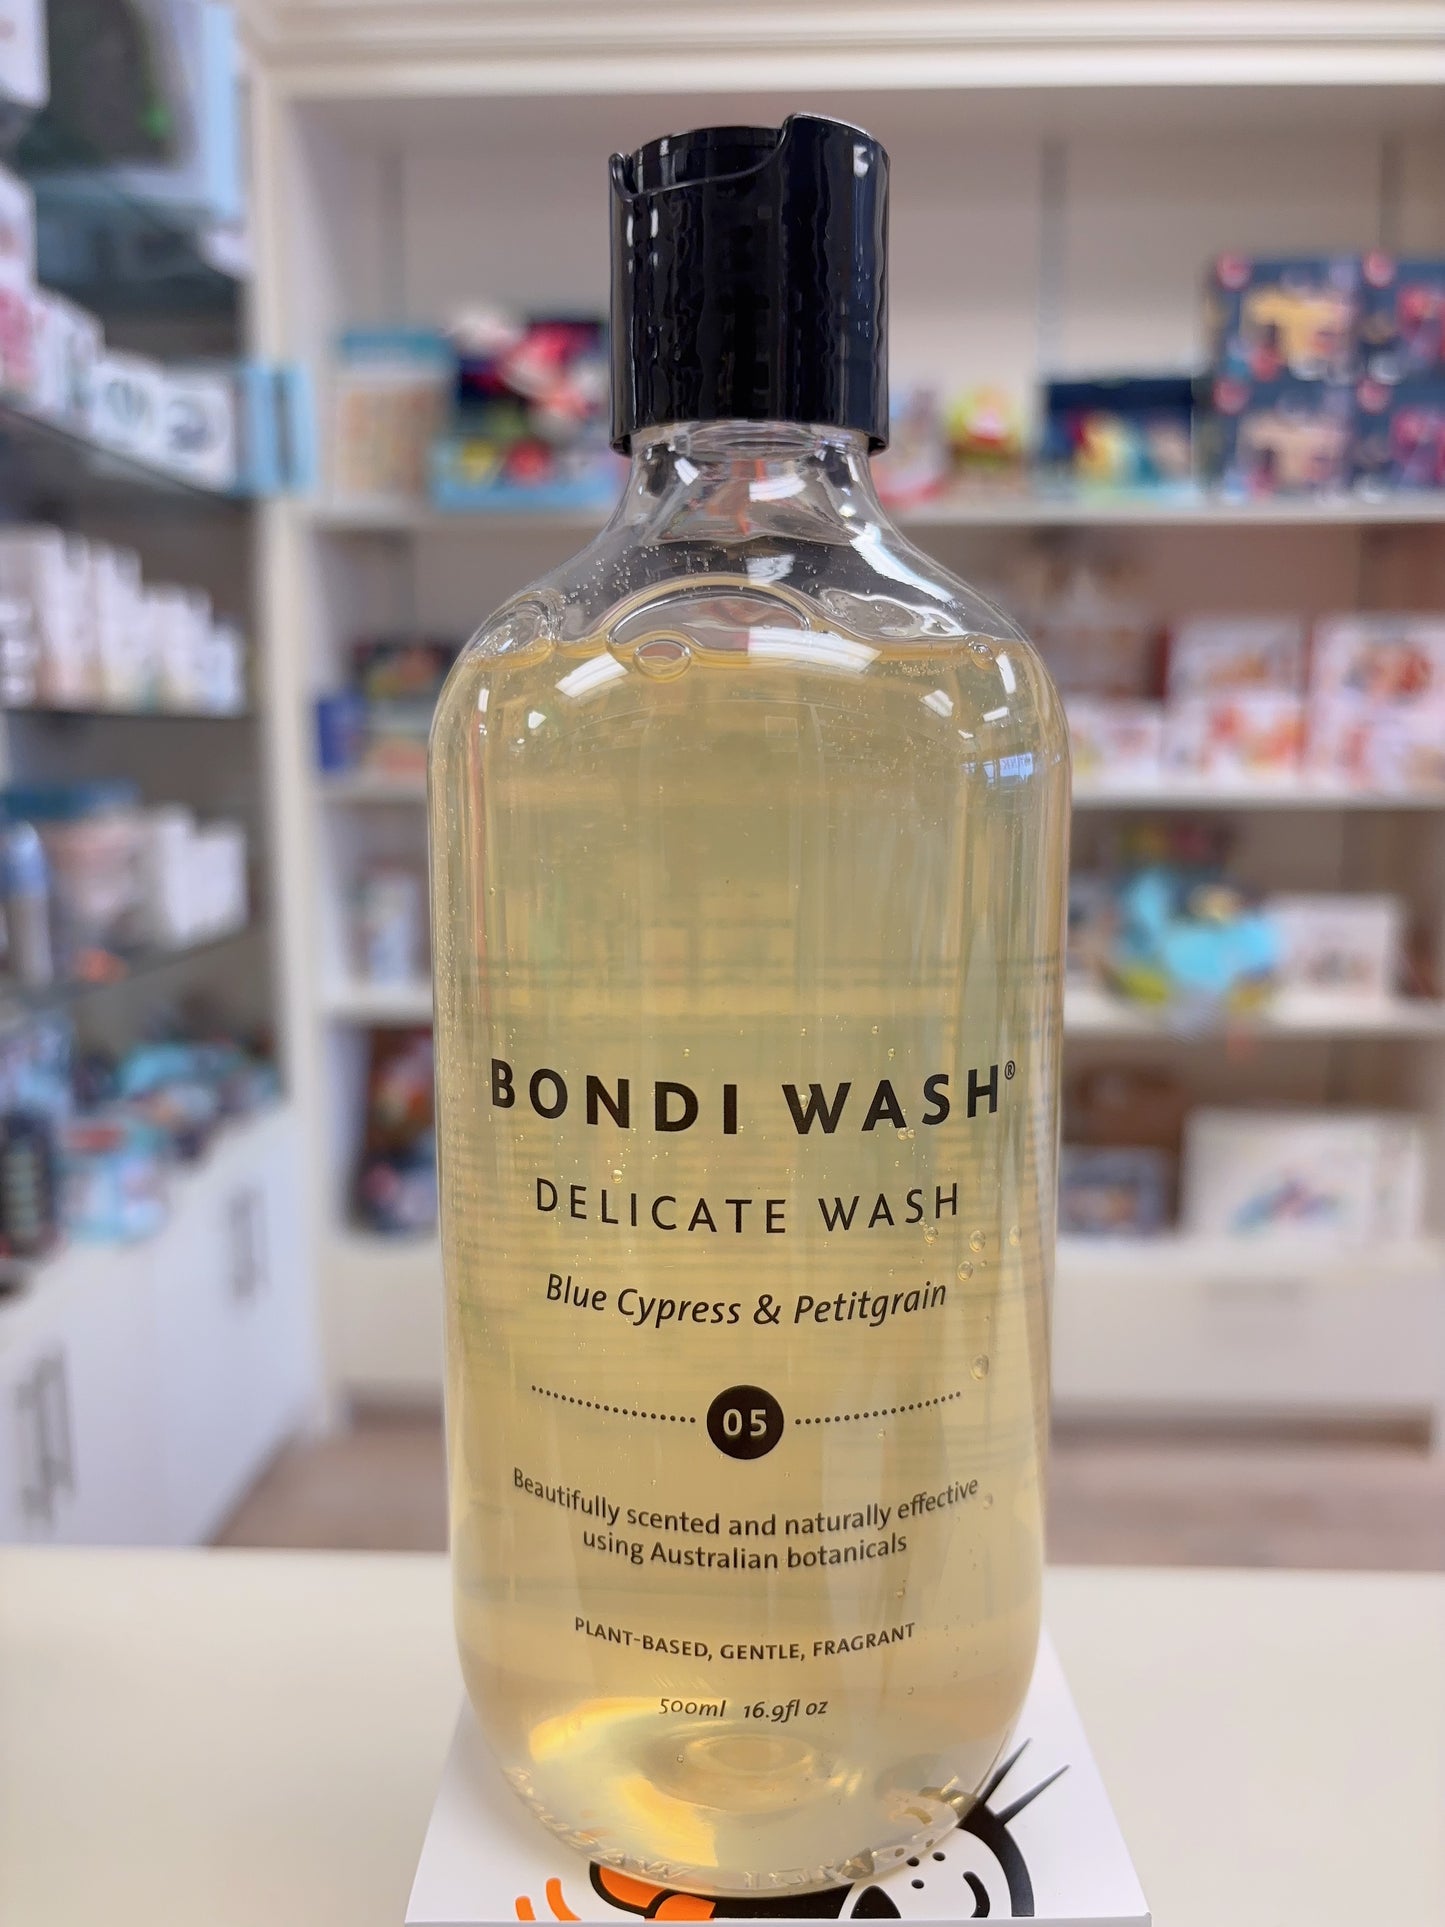 BONDI WASH®
DELICATE WASH
Blue Cypress & Petitgrain
05
Beautifully scented and naturally effective
using Australian botanicals
PLANT-BASED, GENTLE, FRAGRANT
500ml 16.9fl oz